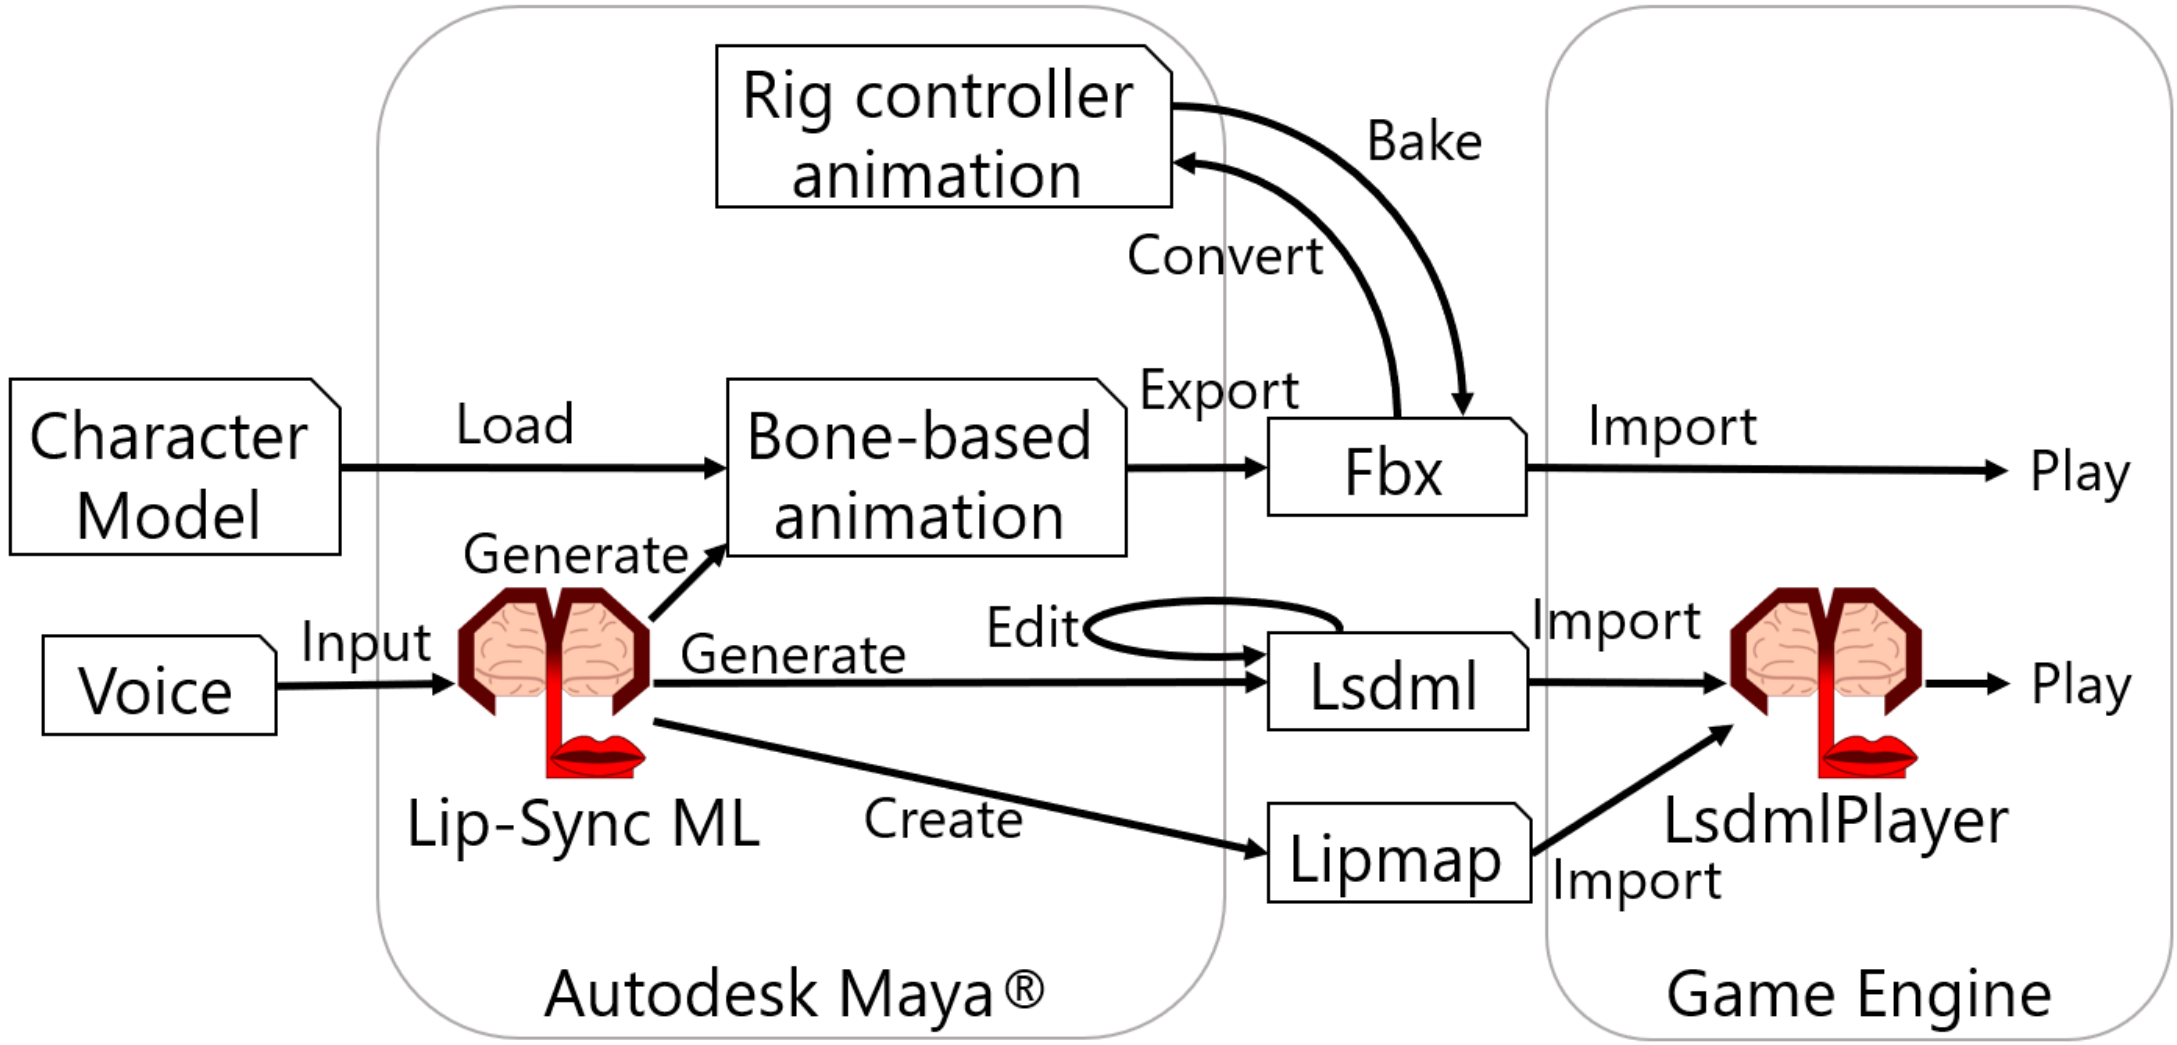 Rig controller
animation
Bake
Convert
Character
Model
Load
Bone-based
animation
Export
Fbx
Import
Play
Generate
Voice
Input
Generate
Edit
Lsdml
Import
Play
Lip-Sync ML
Create
Lipmap
Import
LsdmlPlayer
Autodesk Maya®
Game Engine